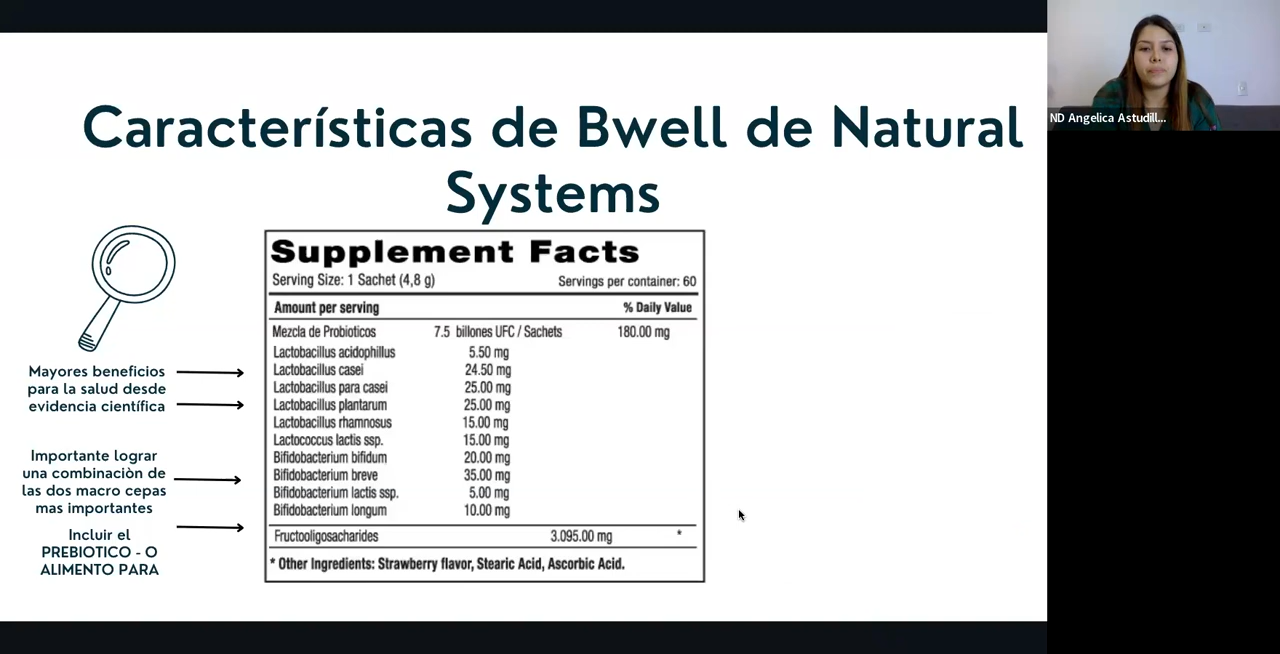 Características de Bwell de Natural
Systems
Supplement Facts
Serving Size: 1 Sachet (4,8 g) Servings per container: 60
Amount per serving % Daily Value
Mezcla de Probioticos 7.5 billones UFC / Sachets 180.00 mg
Lactobacillus acidophillus 5.50 mg
Lactobacillus casei 24.50 mg
Lactobacillus para casei 25.00 mg
Lactobacillus plantarum 25.00 mg
Lactobacillus rhamnosus 15.00 mg
Lactococcus lactis ssp. 15.00 mg
Bifidobacterium bifidum 20.00 mg
Bifidobacterium breve 35.00 mg
Bifidobacterium lactis ssp. 5.00 mg
Bifidobacterium longum 10.00 mg
Fructooligosacharides 3.095.00 mg *
* Other Ingredients: Strawberry flavor, Stearic Acid, Ascorbic Acid.
Mayores beneficios
para la salud desde
evidencia científica
Importante lograr
una combinaciòn de
las dos macro cepas
mas importantes
Incluir el
PREBIOTICO - O
ALIMENTO PARA
ND Angelica Astudill...